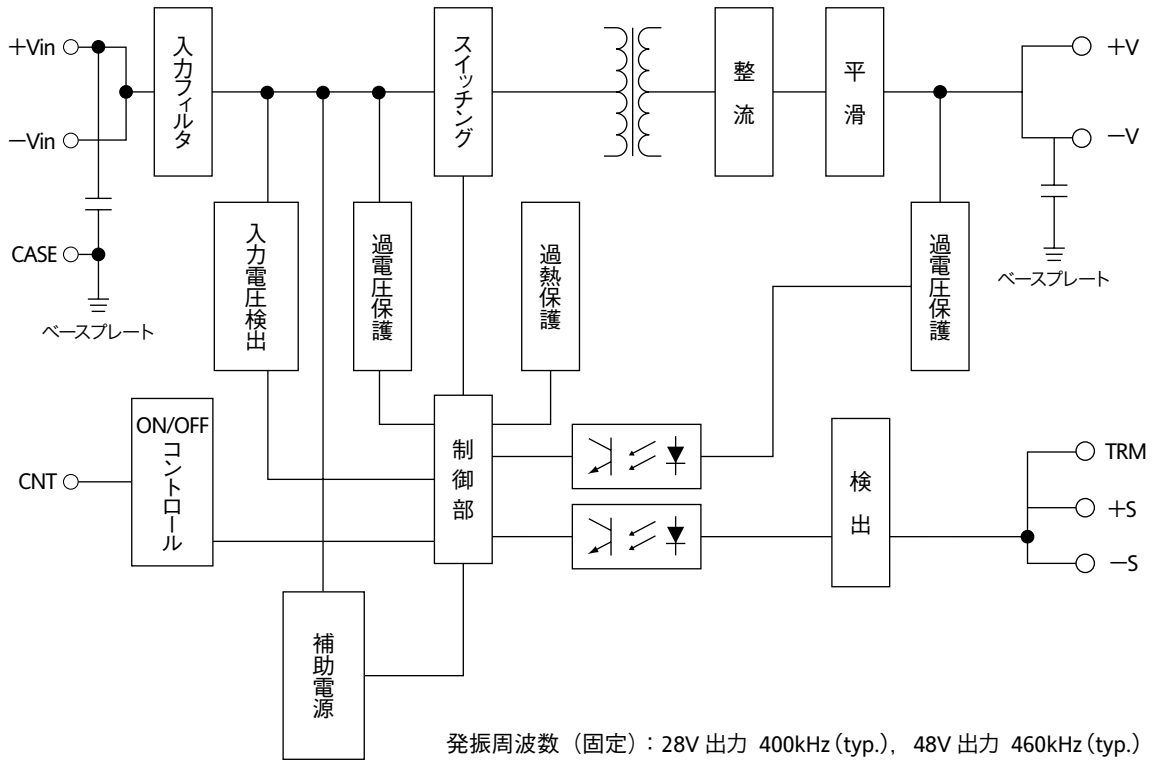 +Vin
−Vin
CASE
ベースプレート
入力フィルタ
スイッチング
整流
平滑
+V
−V
ベースプレート
入力電圧検出
過電圧保護
過熱保護
過電圧保護
CNT
ON/OFF
コントロール
制御部
検出
TRM
+S
−S
補助電源
発振周波数（固定）：28V 出力 400kHz (typ.), 48V 出力 460kHz (typ.)